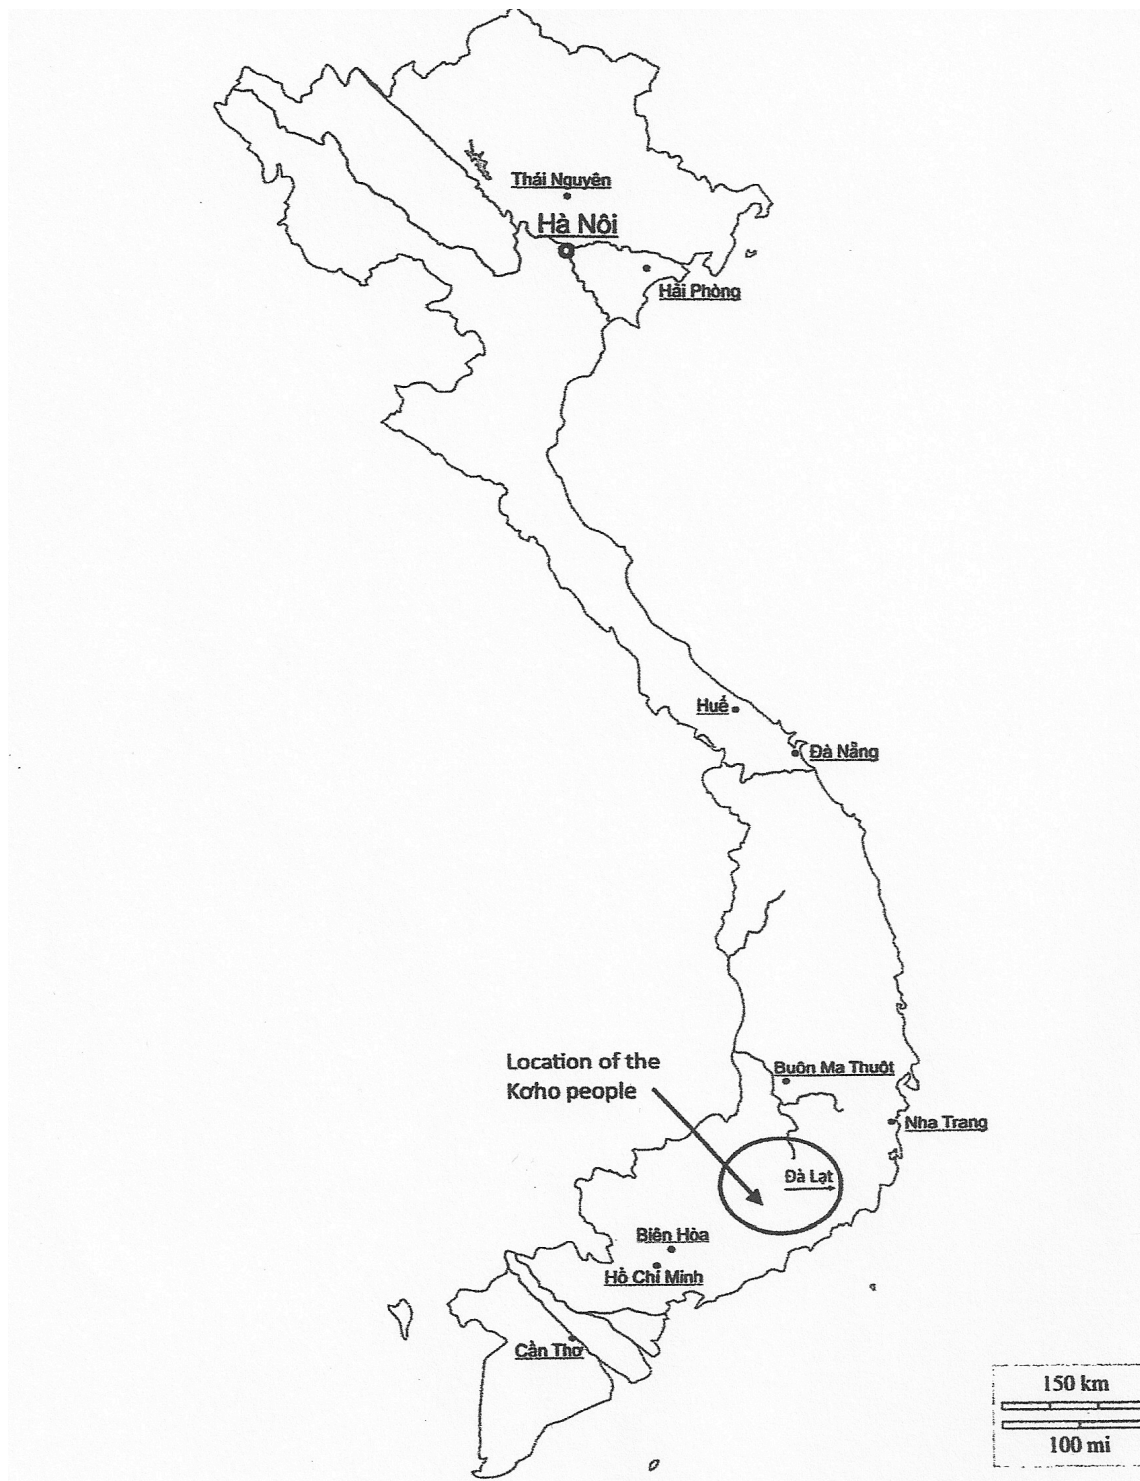 Thái Nguyên
Hà Nôi
Hải Phòng
Huế
Đà Nẵng
Location of the
Kơho people
Buôn Ma Thuột
Nha Trang
Đà Lạt
Biên Hòa
Hồ Chí Minh
Cần Thơ
150 km
100 mi